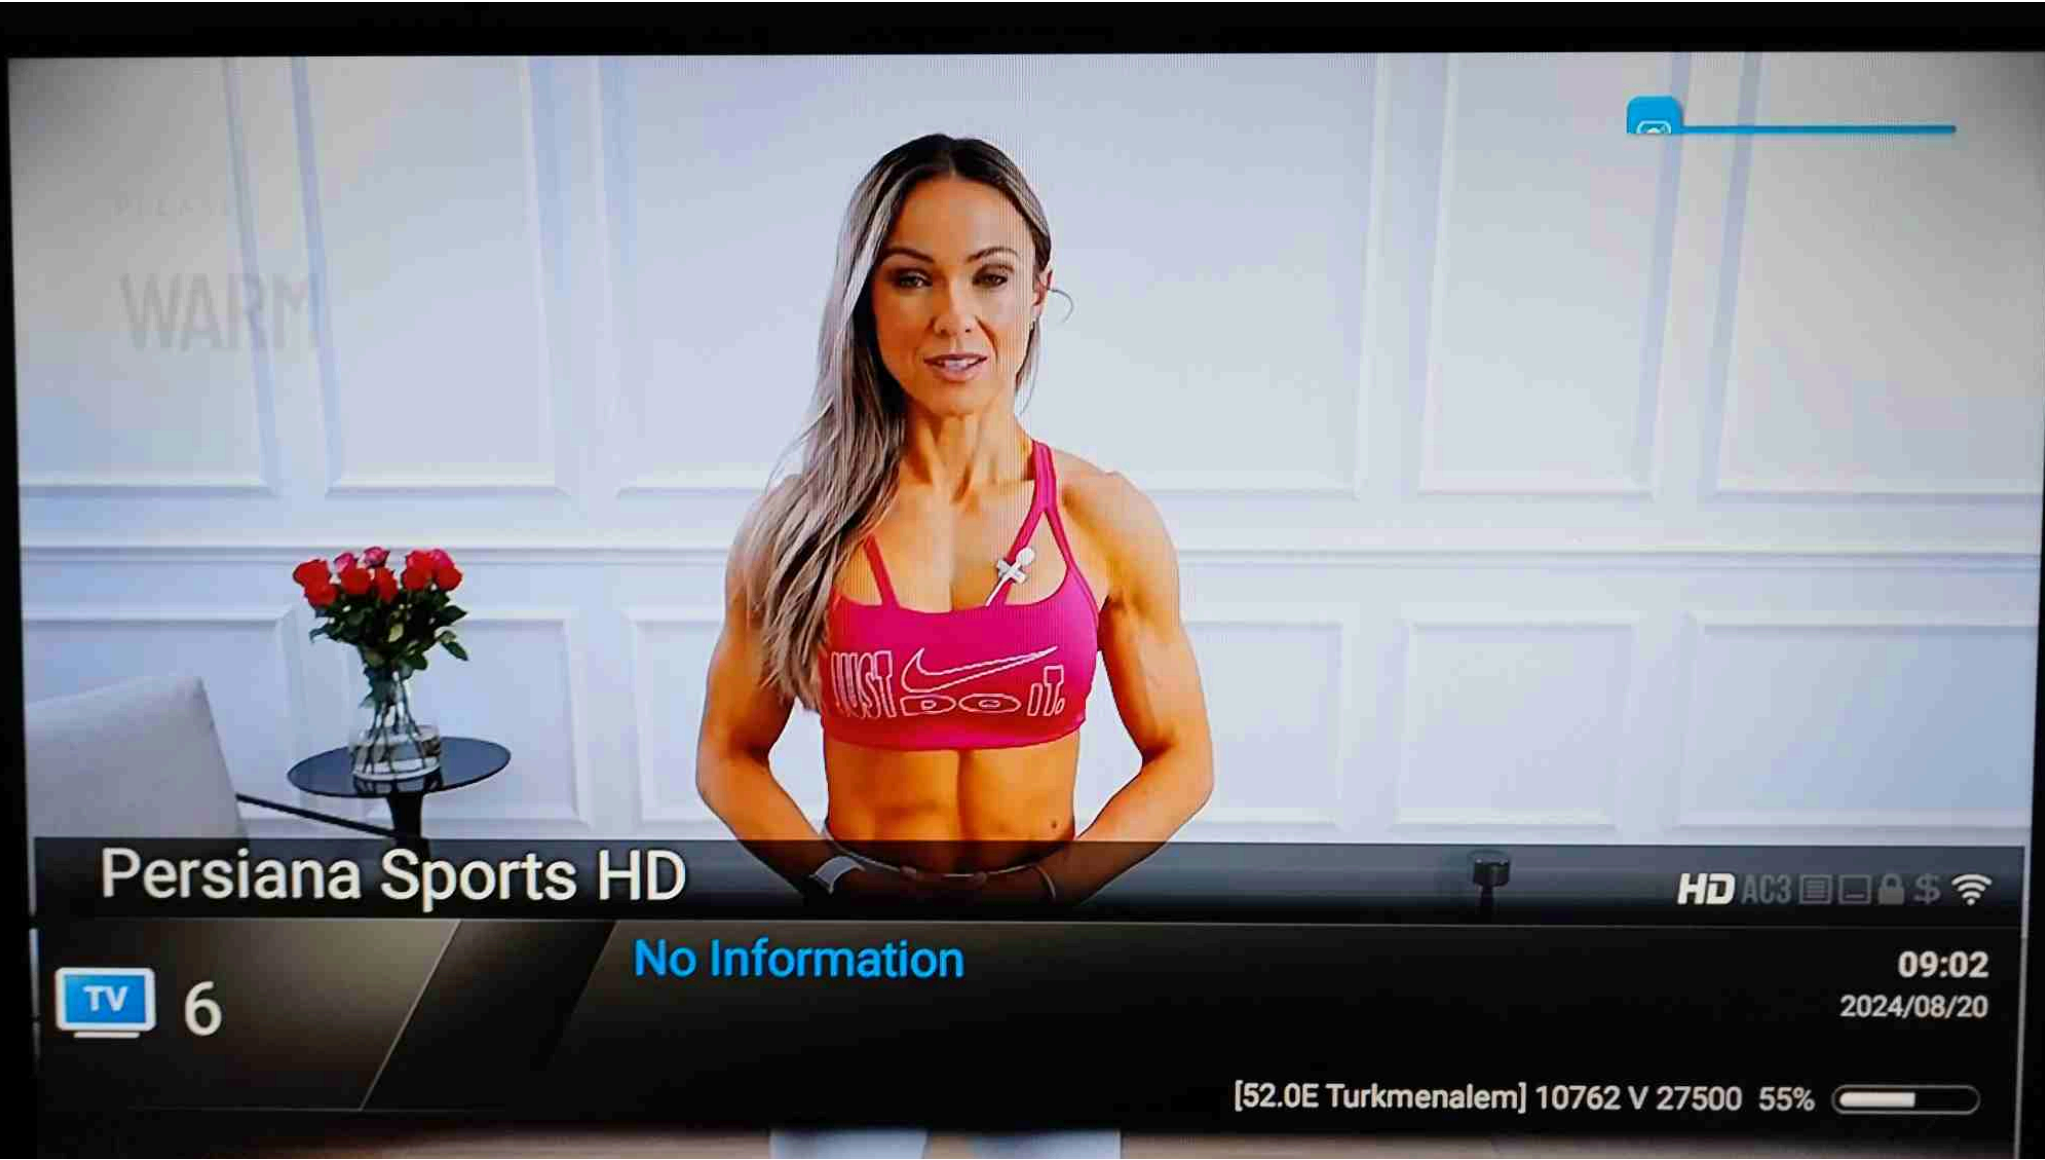 WARM
JUST
DO IT.
Persiana Sports HD
HD AC3 $
No Information
TV 6
09:02
2024/08/20
[52.0E Turkmenalem] 10762 V 27500 55%